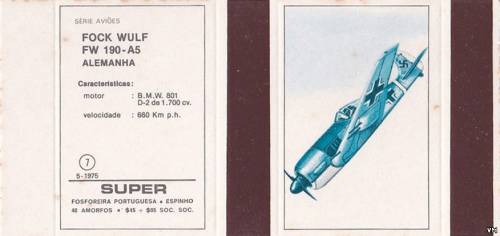 SÉRIE AVIÕES
FOCK WULF
FW 190-A5
ALEMANHA
Características:
motor : B.M.W. 801
D-2 de 1.700 cv.
velocidade : 660 Km p.h.
7
5-1975
SUPER
FOSFOREIRA PORTUGUESA • ESPINHO
40 AMORFOS • $45 + $05 SOC. SOC.